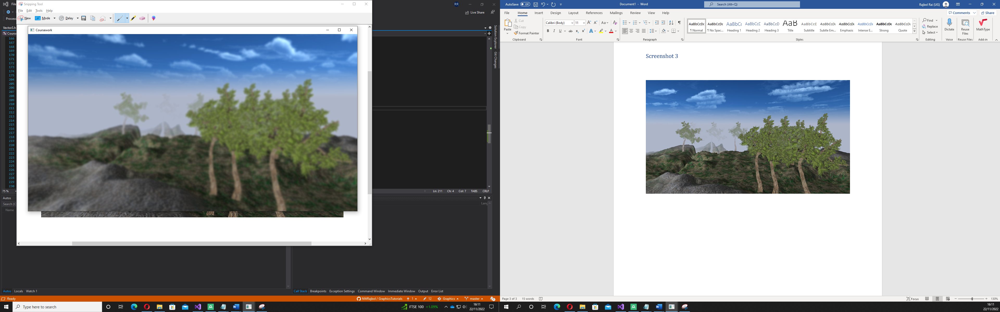 File
RR
Live Share
Process
Vector3.h
Course
Snipping Tool
File Edit Tools Help
New Mode Delay
Coursework
166
167
168
169
170
171
172
173
174
175
204
205
206
207
208
209
210
211
212
213
214
215
216
217
218
219
220
221
222
223
224
225
226
227
228
229
230
75 %
Ln: 211 Ch: 4 Col: 7 TABS CRLF
Solution Explorer
Git Changes
Autos
Search (C
Name
Lang
Autos Locals Watch 1
Call Stack Breakpoints Exception Settings Command Window Immediate Window Output Error List
Ready
NWRajbol / GraphicsTutorials 1 12 Graphics master 1
Type here to search
FTSE 100 +1.09%
16:11
22/11/2022
AutoSave Off
Document1 - Word
Search (Alt+Q)
Rajbol Rai (UG)
File Home Insert Design Layout References Mailings Review View Help
Comments Share
Paste
Cut
Copy
Format Painter
Clipboard
Calibri (Body) 11
Font
Paragraph
AaBbCcDc AaBbCcDc AaBbCc AaBbCcD AaBbCcD AaB AaBbCcD AaBbCcDc AaBbCcDc AaBbCcDc AaBbCcDc AaBbCcDc
¶ Normal ¶ No Spac... Heading 1 Heading 2 Heading 3 Title Subtitle Subtle Em... Emphasis Intense E... Strong Quote
Styles
Find
Replace
Select
Editing
Dictate
Voice
Reuse
Files
Reuse Files
MathType
Add-in
Screenshot 3
Page 3 of 3 15 words
Focus
130%
16:11
22/11/2022